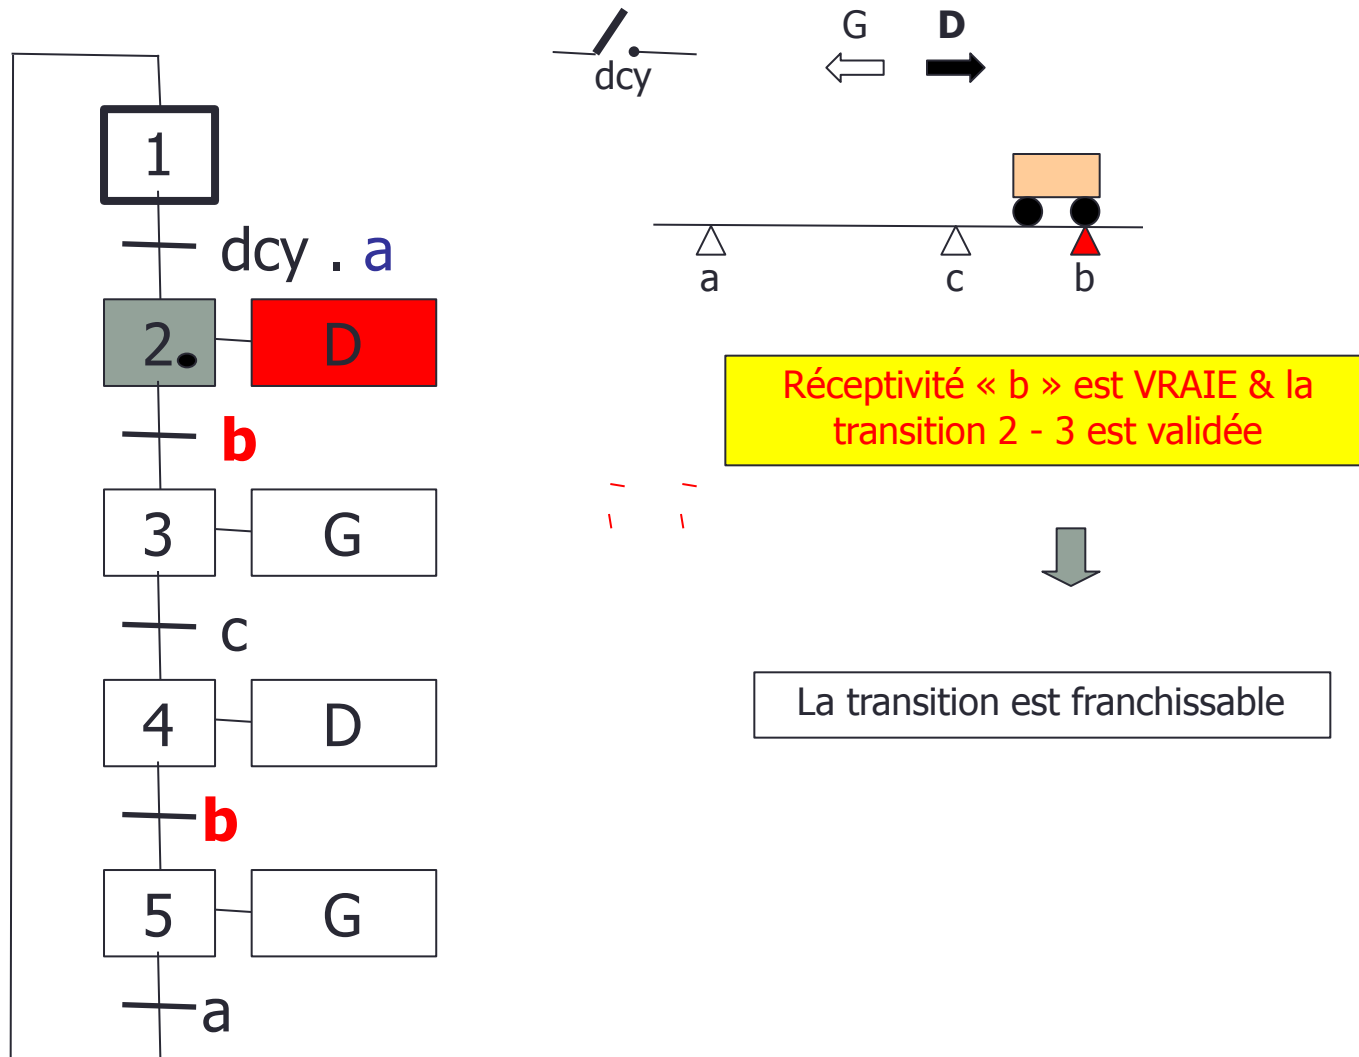 G D
dcy
1
dcy . a
a c b
2 D
Réceptivité « b » est VRAIE & la
transition 2 - 3 est validée
b
3 G
c
4 D
La transition est franchissable
b
5 G
a